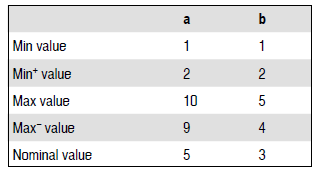 a b
Min value 1 1
Min⁺ value 2 2
Max value 10 5
Max⁻ value 9 4
Nominal value 5 3